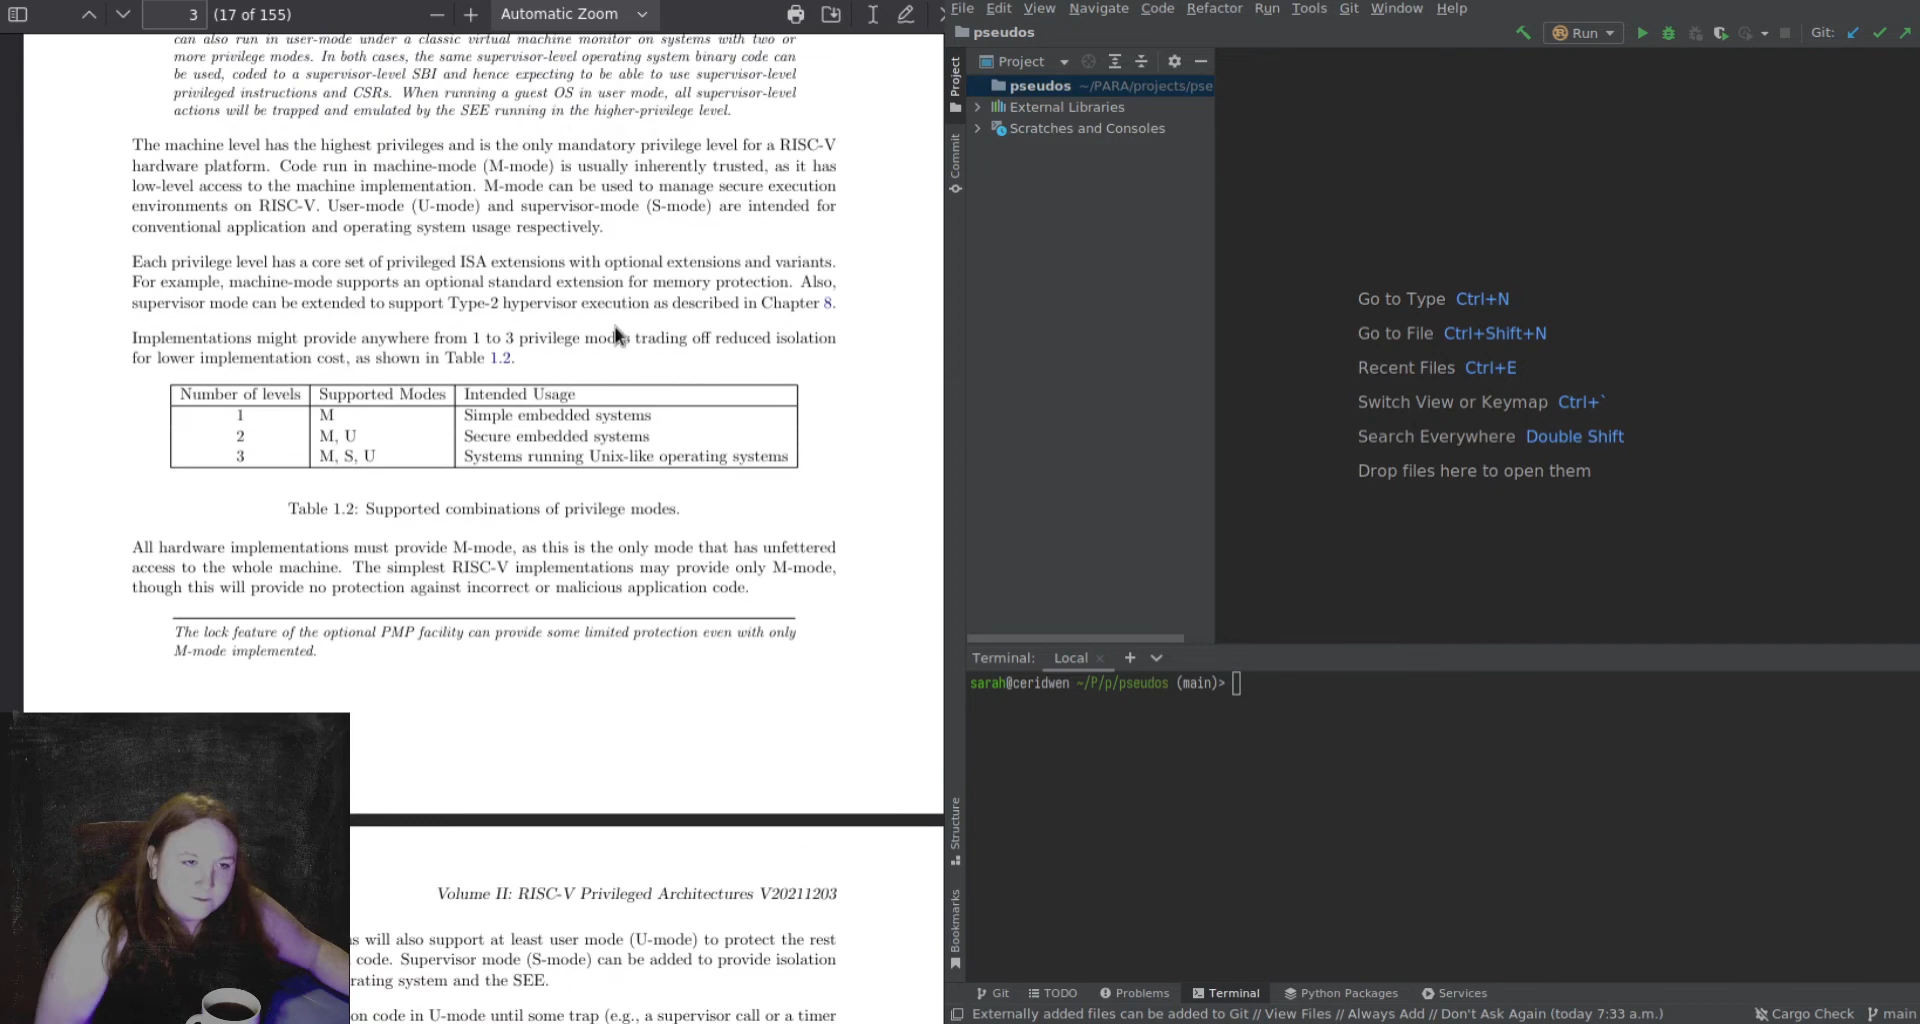 3 (17 of 155)
Automatic Zoom
can also run in user-mode under a classic virtual machine monitor on systems with two or
more privilege modes. In both cases, the same supervisor-level operating system binary code can
be used, coded to a supervisor-level SBI and hence expecting to be able to use supervisor-level
privileged instructions and CSRs. When running a guest OS in user mode, all supervisor-level
actions will be trapped and emulated by the SEE running in the higher-privilege level.
The machine level has the highest privileges and is the only mandatory privilege level for a RISC-V
hardware platform. Code run in machine-mode (M-mode) is usually inherently trusted, as it has
low-level access to the machine implementation. M-mode can be used to manage secure execution
environments on RISC-V. User-mode (U-mode) and supervisor-mode (S-mode) are intended for
conventional application and operating system usage respectively.
Each privilege level has a core set of privileged ISA extensions with optional extensions and variants.
For example, machine-mode supports an optional standard extension for memory protection. Also,
supervisor mode can be extended to support Type-2 hypervisor execution as described in Chapter 8.
Implementations might provide anywhere from 1 to 3 privilege modes trading off reduced isolation
for lower implementation cost, as shown in Table 1.2.
Number of levels Supported Modes Intended Usage
1 M Simple embedded systems
2 M, U Secure embedded systems
3 M, S, U Systems running Unix-like operating systems
Table 1.2: Supported combinations of privilege modes.
All hardware implementations must provide M-mode, as this is the only mode that has unfettered
access to the whole machine. The simplest RISC-V implementations may provide only M-mode,
though this will provide no protection against incorrect or malicious application code.
The lock feature of the optional PMP facility can provide some limited protection even with only
M-mode implemented.
Volume II: RISC-V Privileged Architectures V20211203
will also support at least user mode (U-mode) to protect the rest
code. Supervisor mode (S-mode) can be added to provide isolation
rating system and the SEE.
on code in U-mode until some trap (e.g., a supervisor call or a timer
File Edit View Navigate Code Refactor Run Tools Git Window Help
pseudos
Run
Git:
Project
Project
pseudos ~/PARA/projects/pse
External Libraries
Scratches and Consoles
Commit
Go to Type Ctrl+N
Go to File Ctrl+Shift+N
Recent Files Ctrl+E
Switch View or Keymap Ctrl+`
Search Everywhere Double Shift
Drop files here to open them
Terminal: Local
sarah@ceridwen ~/P/p/pseudos (main)>
Structure
Bookmarks
Git TODO Problems Terminal Python Packages Services
Externally added files can be added to Git // View Files // Always Add // Don't Ask Again (today 7:33 a.m.) Cargo Check main